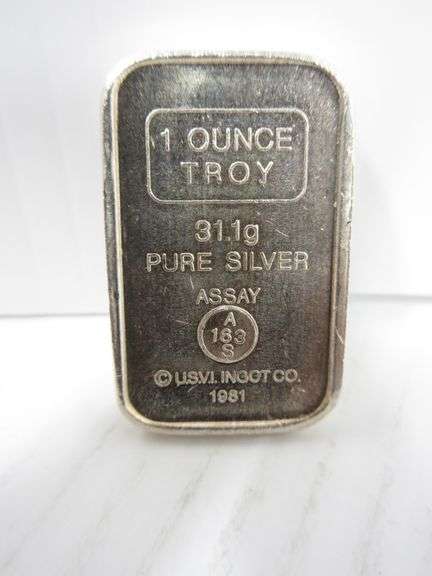 1 OUNCE
TROY
31.1g
PURE SILVER
ASSAY
A
163
S
© U.S.V.I. INGOT CO.
1981